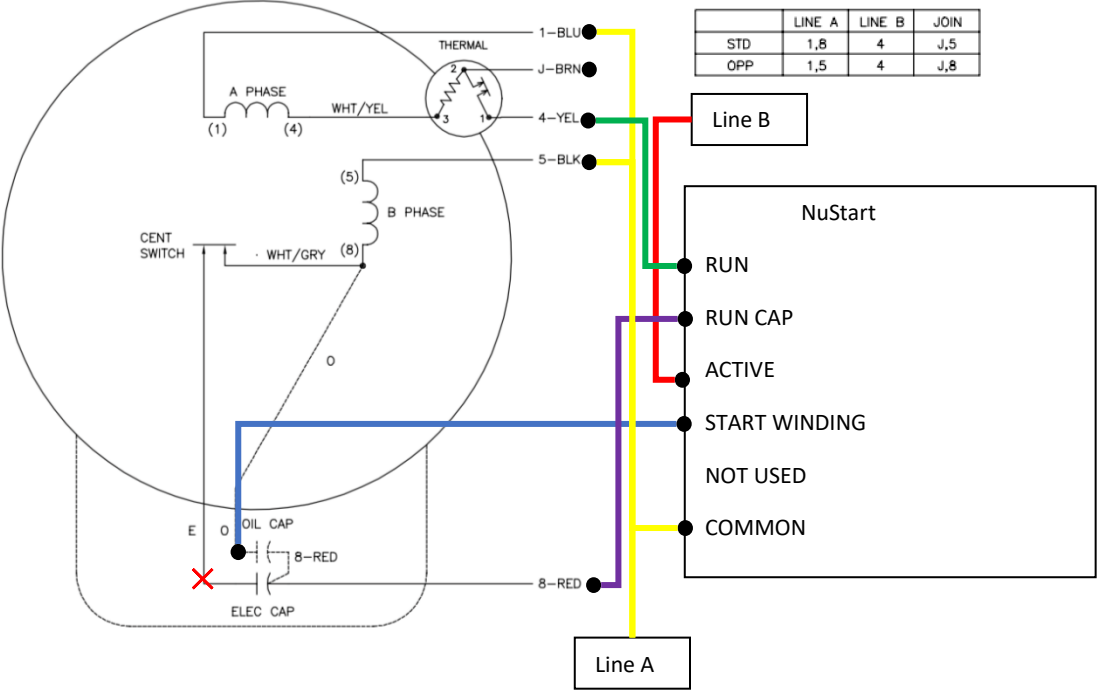 LINE A LINE B JOIN
STD 1,8 4 J,5
OPP 1,5 4 J,8
1-BLU
THERMAL
J-BRN
2
A PHASE
WHT/YEL
3
1
4-YEL
(1)
(4)
Line B
5-BLK
(5)
B PHASE
NuStart
CENT
SWITCH
WHT/GRY
(8)
RUN
RUN CAP
O
ACTIVE
START WINDING
NOT USED
COMMON
E
O
OIL CAP
8-RED
8-RED
ELEC CAP
Line A